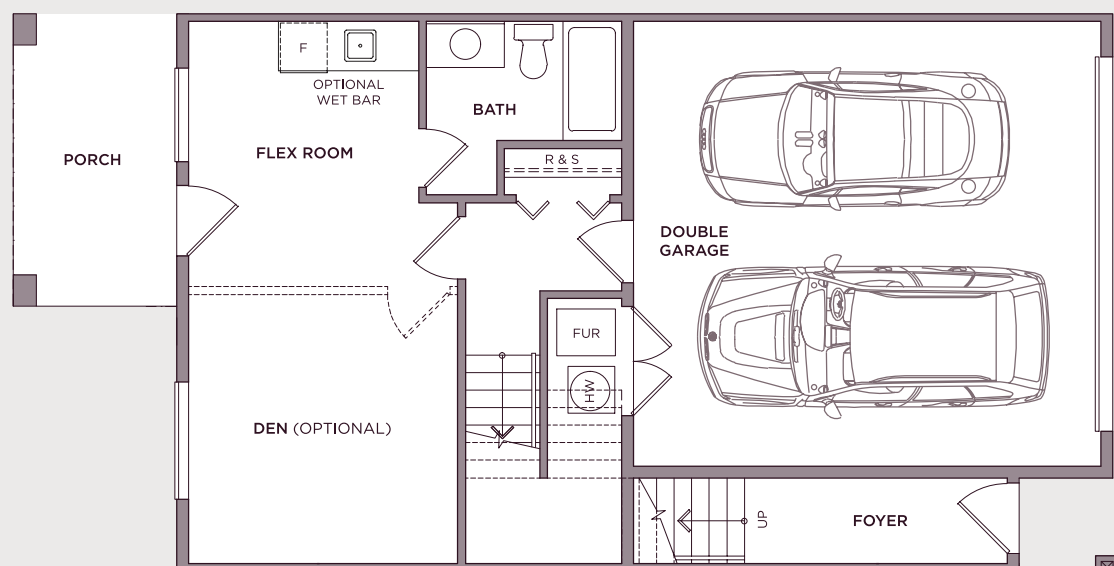 F
OPTIONAL
WET BAR
BATH
PORCH
FLEX ROOM
R & S
DOUBLE
GARAGE
FUR
HW
DEN (OPTIONAL)
UP
FOYER